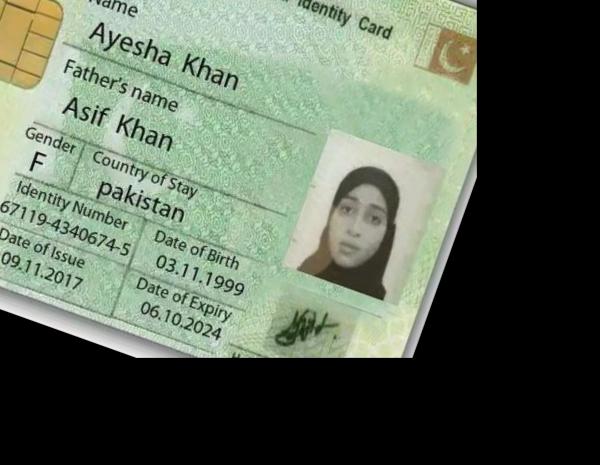 Name
Identity Card
Ayesha Khan
Father's name
Asif Khan
Gender
Country of Stay
F
pakistan
Identity Number
Date of Birth
67119-4340674-5
03.11.1999
Date of Issue
Date of Expiry
09.11.2017
06.10.2024